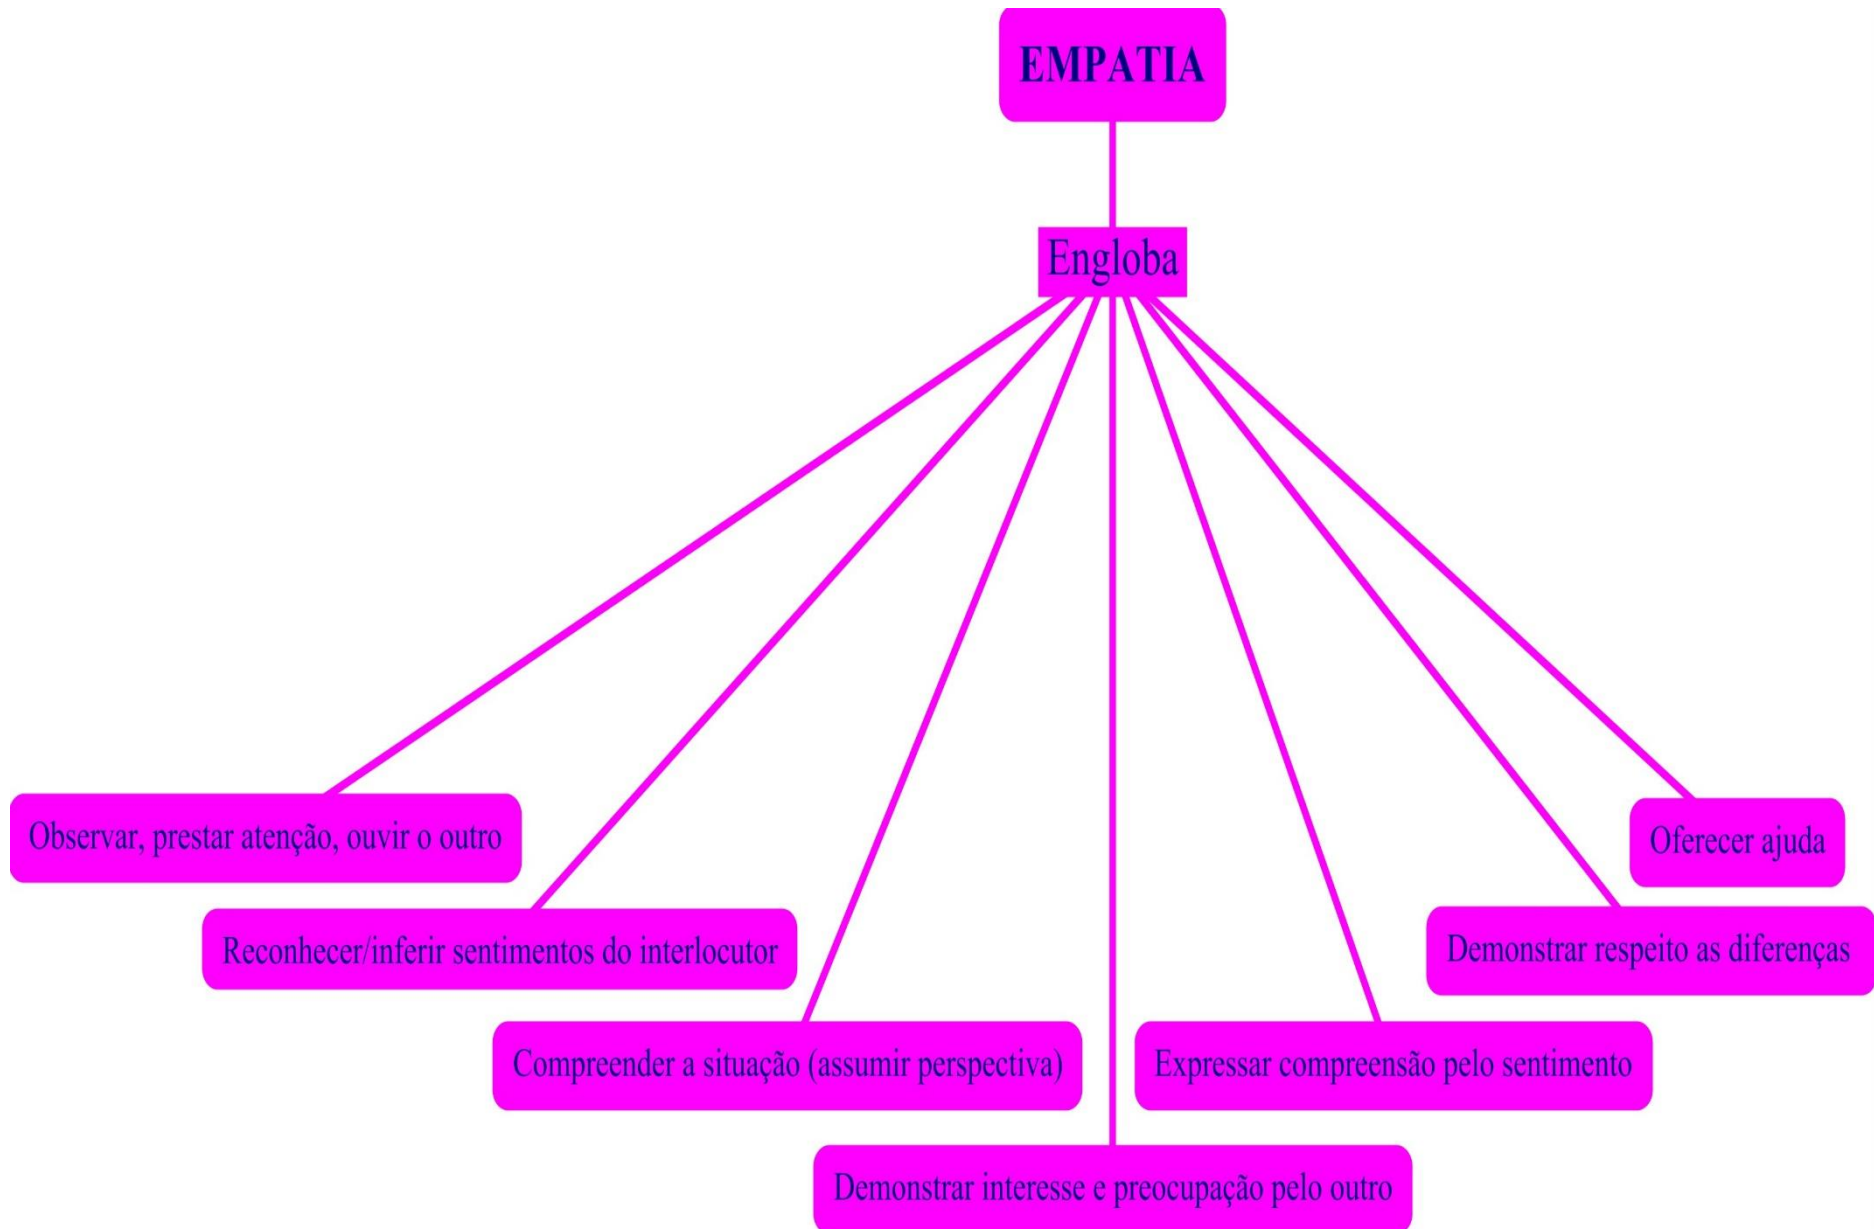 EMPATIA
Engloba
Observar, prestar atenção, ouvir o outro
Reconhecer/inferir sentimentos do interlocutor
Compreender a situação (assumir perspectiva)
Demonstrar interesse e preocupação pelo outro
Expressar compreensão pelo sentimento
Demonstrar respeito as diferenças
Oferecer ajuda